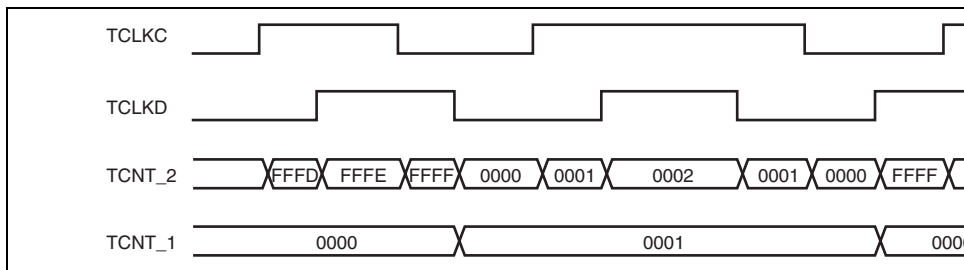 TCLKC
TCLKD
TCNT_2 FFFD FFFE FFFF 0000 0001 0002 0001 0000 FFFF
TCNT_1 0000 0001